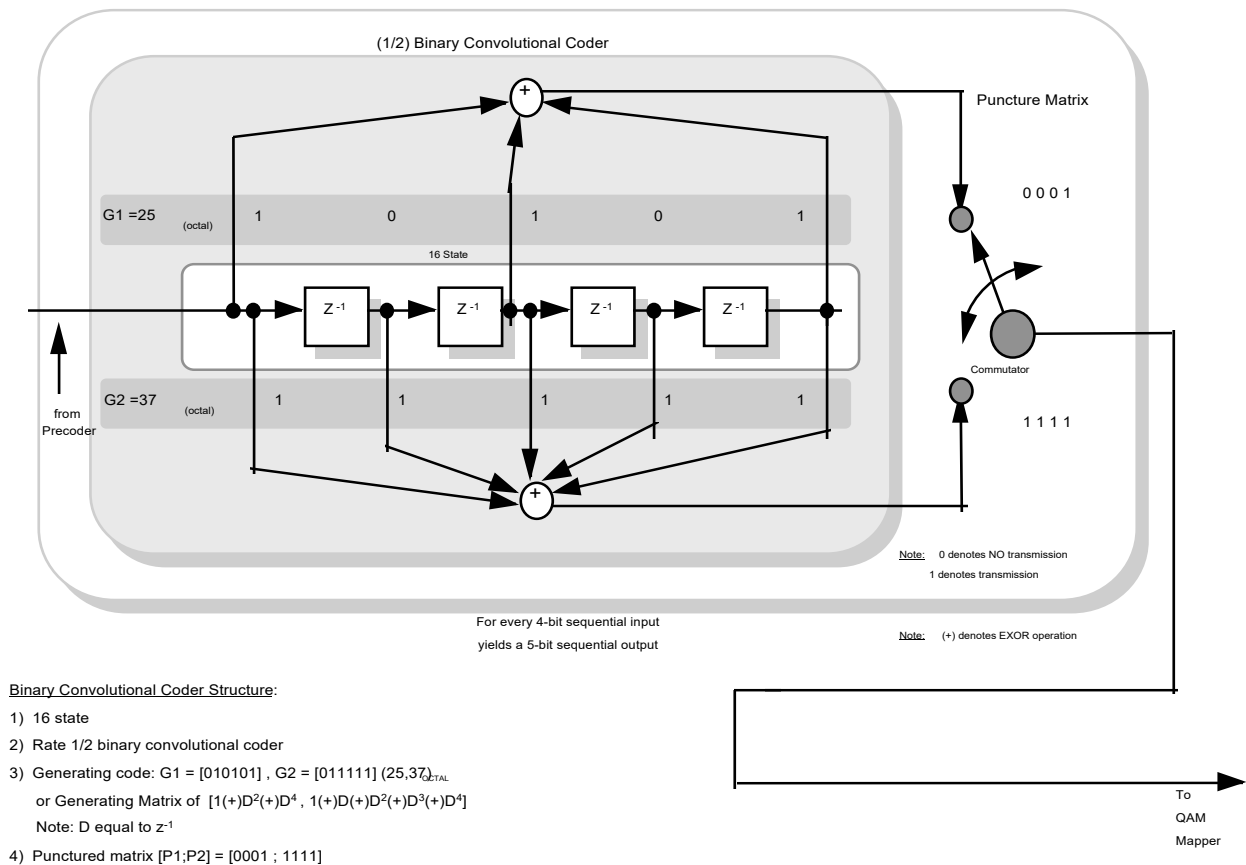 (1/2) Binary Convolutional Coder
+
Puncture Matrix
0 0 0 1
G1 =25 (octal) 1 0 1 0 1
16 State
Z -1 Z -1 Z -1 Z -1
Commutator
G2 =37 (octal) 1 1 1 1 1
from
Precoder
1 1 1 1
+
Note: 0 denotes NO transmission
1 denotes transmission
For every 4-bit sequential input
yields a 5-bit sequential output
Note: (+) denotes EXOR operation
Binary Convolutional Coder Structure:
1) 16 state
2) Rate 1/2 binary convolutional coder
3) Generating code: G1 = [010101] , G2 = [011111] (25,37)OCTAL
or Generating Matrix of [1(+)D2(+)D4 , 1(+)D(+)D2(+)D3(+)D4]
Note: D equal to z-1
4) Punctured matrix [P1;P2] = [0001 ; 1111]
To
QAM
Mapper